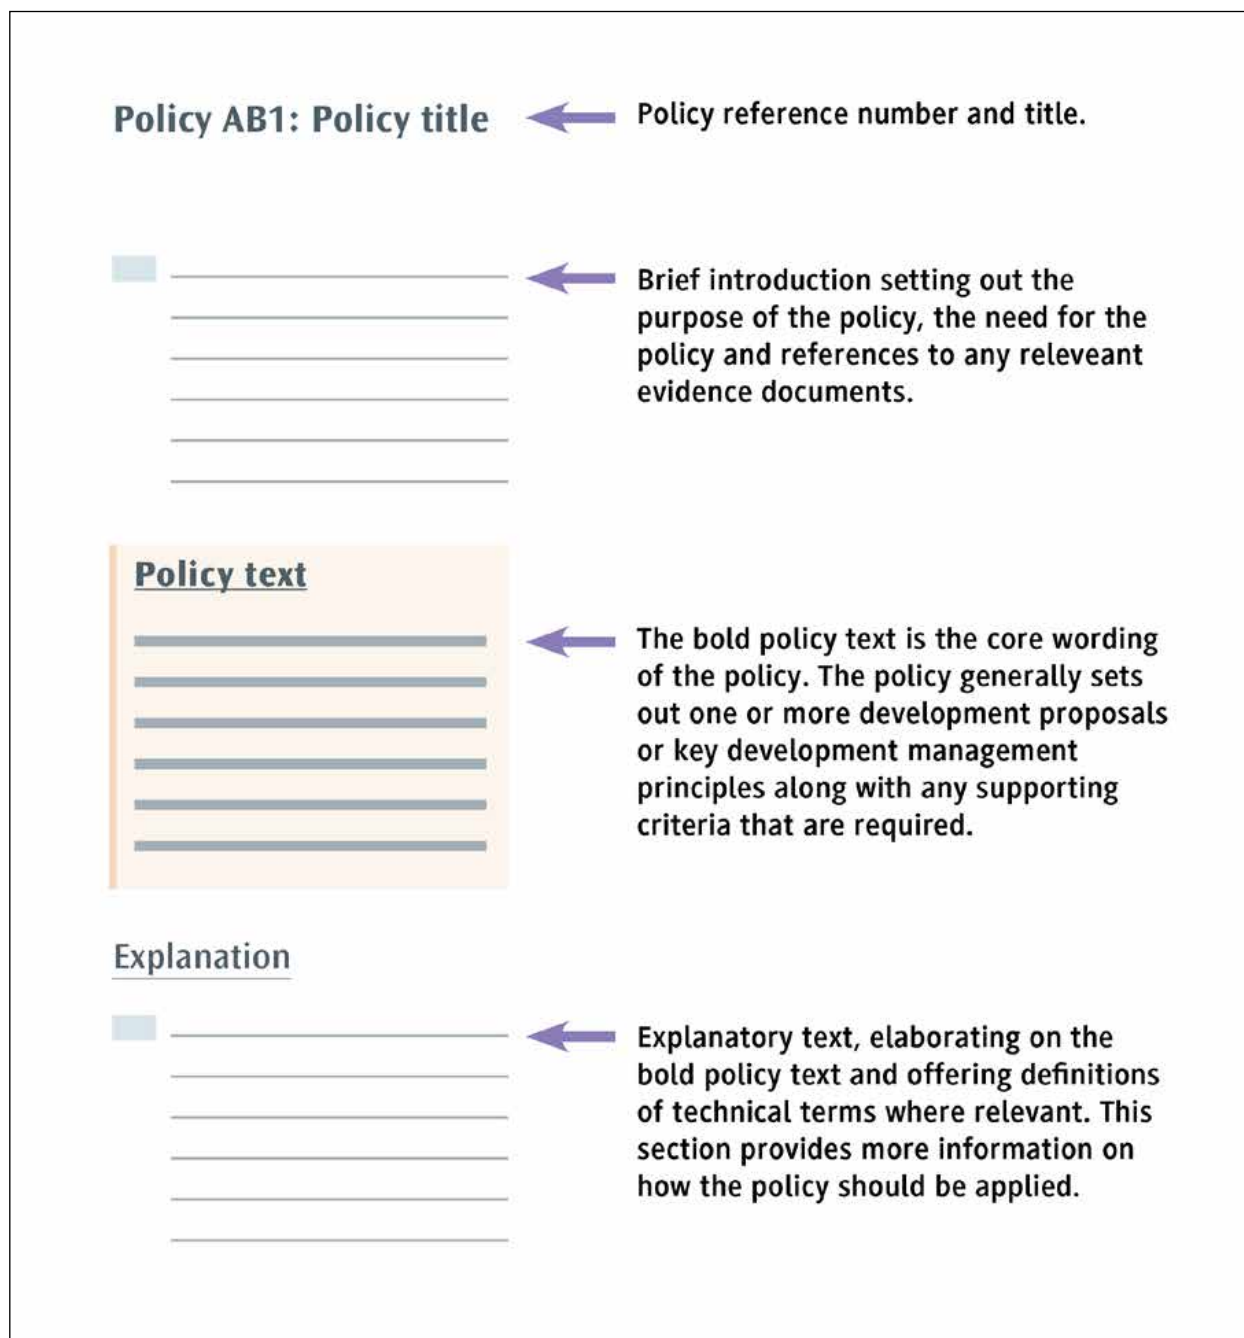 Policy AB1: Policy title
Policy reference number and title.
Brief introduction setting out the
purpose of the policy, the need for the
policy and references to any releveant
evidence documents.
Policy text
The bold policy text is the core wording
of the policy. The policy generally sets
out one or more development proposals
or key development management
principles along with any supporting
criteria that are required.
Explanation
Explanatory text, elaborating on the
bold policy text and offering definitions
of technical terms where relevant. This
section provides more information on
how the policy should be applied.